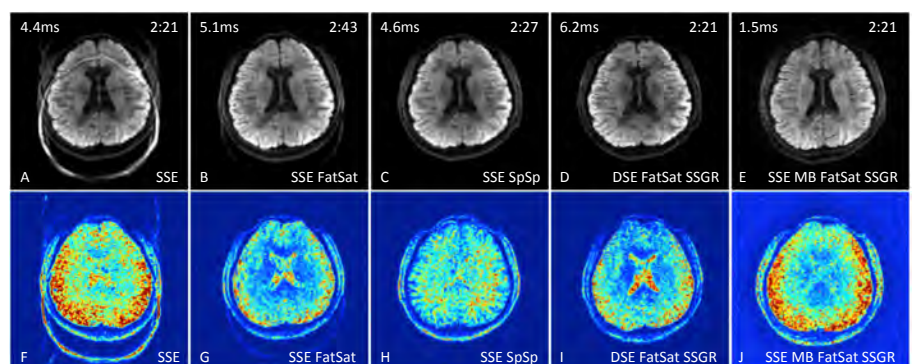 4.4ms 2:21
5.1ms 2:43
4.6ms 2:27
6.2ms 2:21
1.5ms 2:21
A SSE
B SSE FatSat
C SSE SpSp
D DSE FatSat SSGR
E SSE MB FatSat SSGR
F SSE
G SSE FatSat
H SSE SpSp
I DSE FatSat SSGR
J SSE MB FatSat SSGR